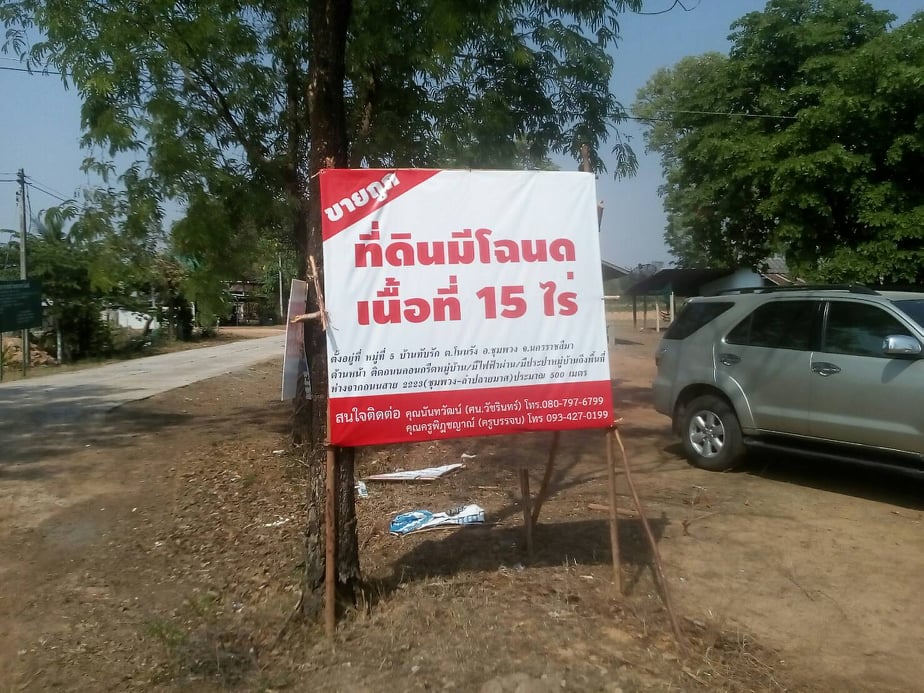 ขายถูก
ที่ดินมีโฉนด
เนื้อที่ 15 ไร่
ตั้งอยู่ที่ หมู่ที่ 5 บ้านทับรัก ต.โนนรัง อ.ชุมพวง จ.นครราชสีมา
ด้านหน้า ติดถนนคอนกรีตหมู่บ้าน/มีไฟฟ้าผ่าน/มีประปาหมู่บ้านถึงพื้นที่
ห่างจากถนนสาย 2223(ชุมพวง-ลำปลายมาศ)ประมาณ 500 เมตร
สนใจติดต่อ คุณนันทวัฒน์ (ศน.วัชรินทร์) โทร.080-797-6799
คุณครูพิฎชญาณ์ (ครูบรรจบ) โทร 093-427-0199